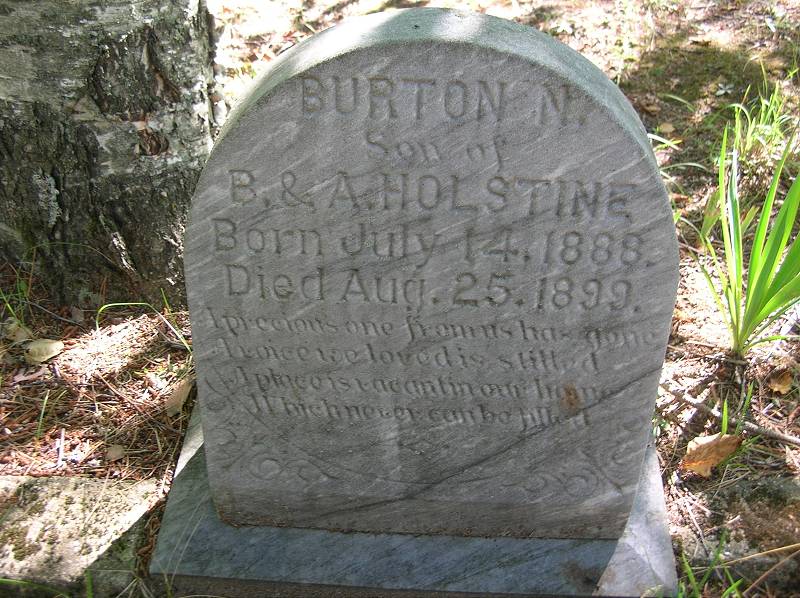 BURTON N.
Son of
B. & A. HOLSTINE
Born July 14. 1888.
Died Aug. 25. 1899.
A precious one from us has gone
A voice we loved is stilled
A place is vacant in our home
Which never can be filled